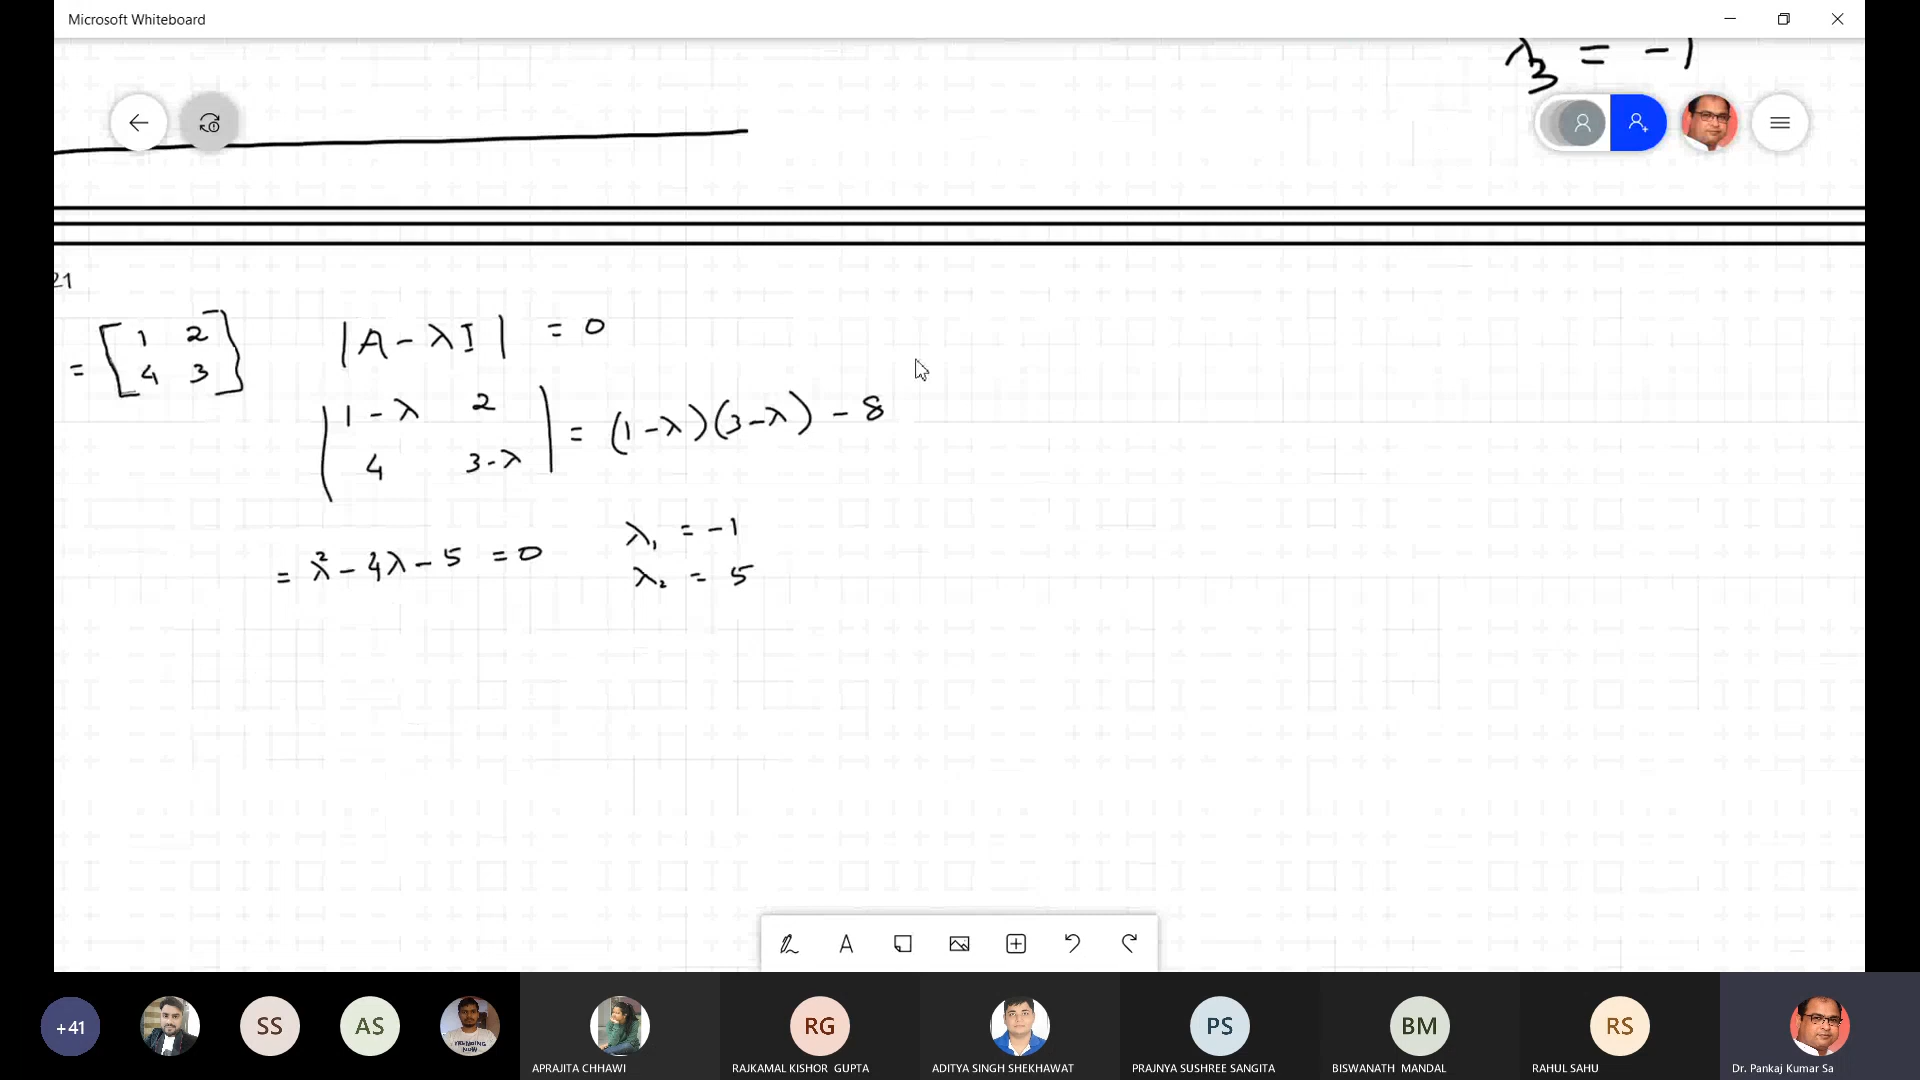 Microsoft Whiteboard
λ₃ = -1
21
= [1 2
4 3]
|A - λI| = 0
|1-λ 2
4 3-λ| = (1-λ)(3-λ) - 8
= λ² - 4λ - 5 = 0
λ₁ = -1
λ₂ = 5
A
+41
SS
AS
TRENDING
NOW
RG
PS
BM
RS
APRAJITA CHHAWI
RAJKAMAL KISHOR GUPTA
ADITYA SINGH SHEKHAWAT
PRAJNYA SUSHREE SANGITA
BISWANATH MANDAL
RAHUL SAHU
Dr. Pankaj Kumar Sa